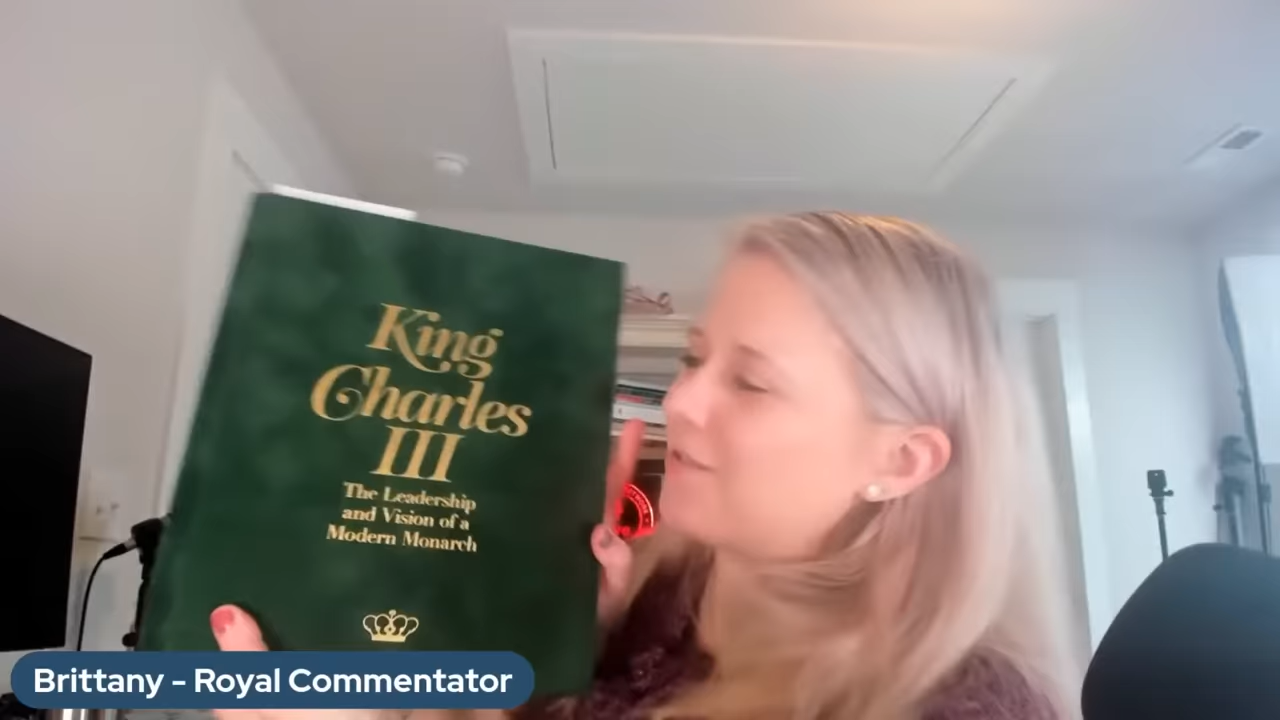 King
Charles
III
The Leadership
and Vision of a
Modern Monarch
Brittany - Royal Commentator